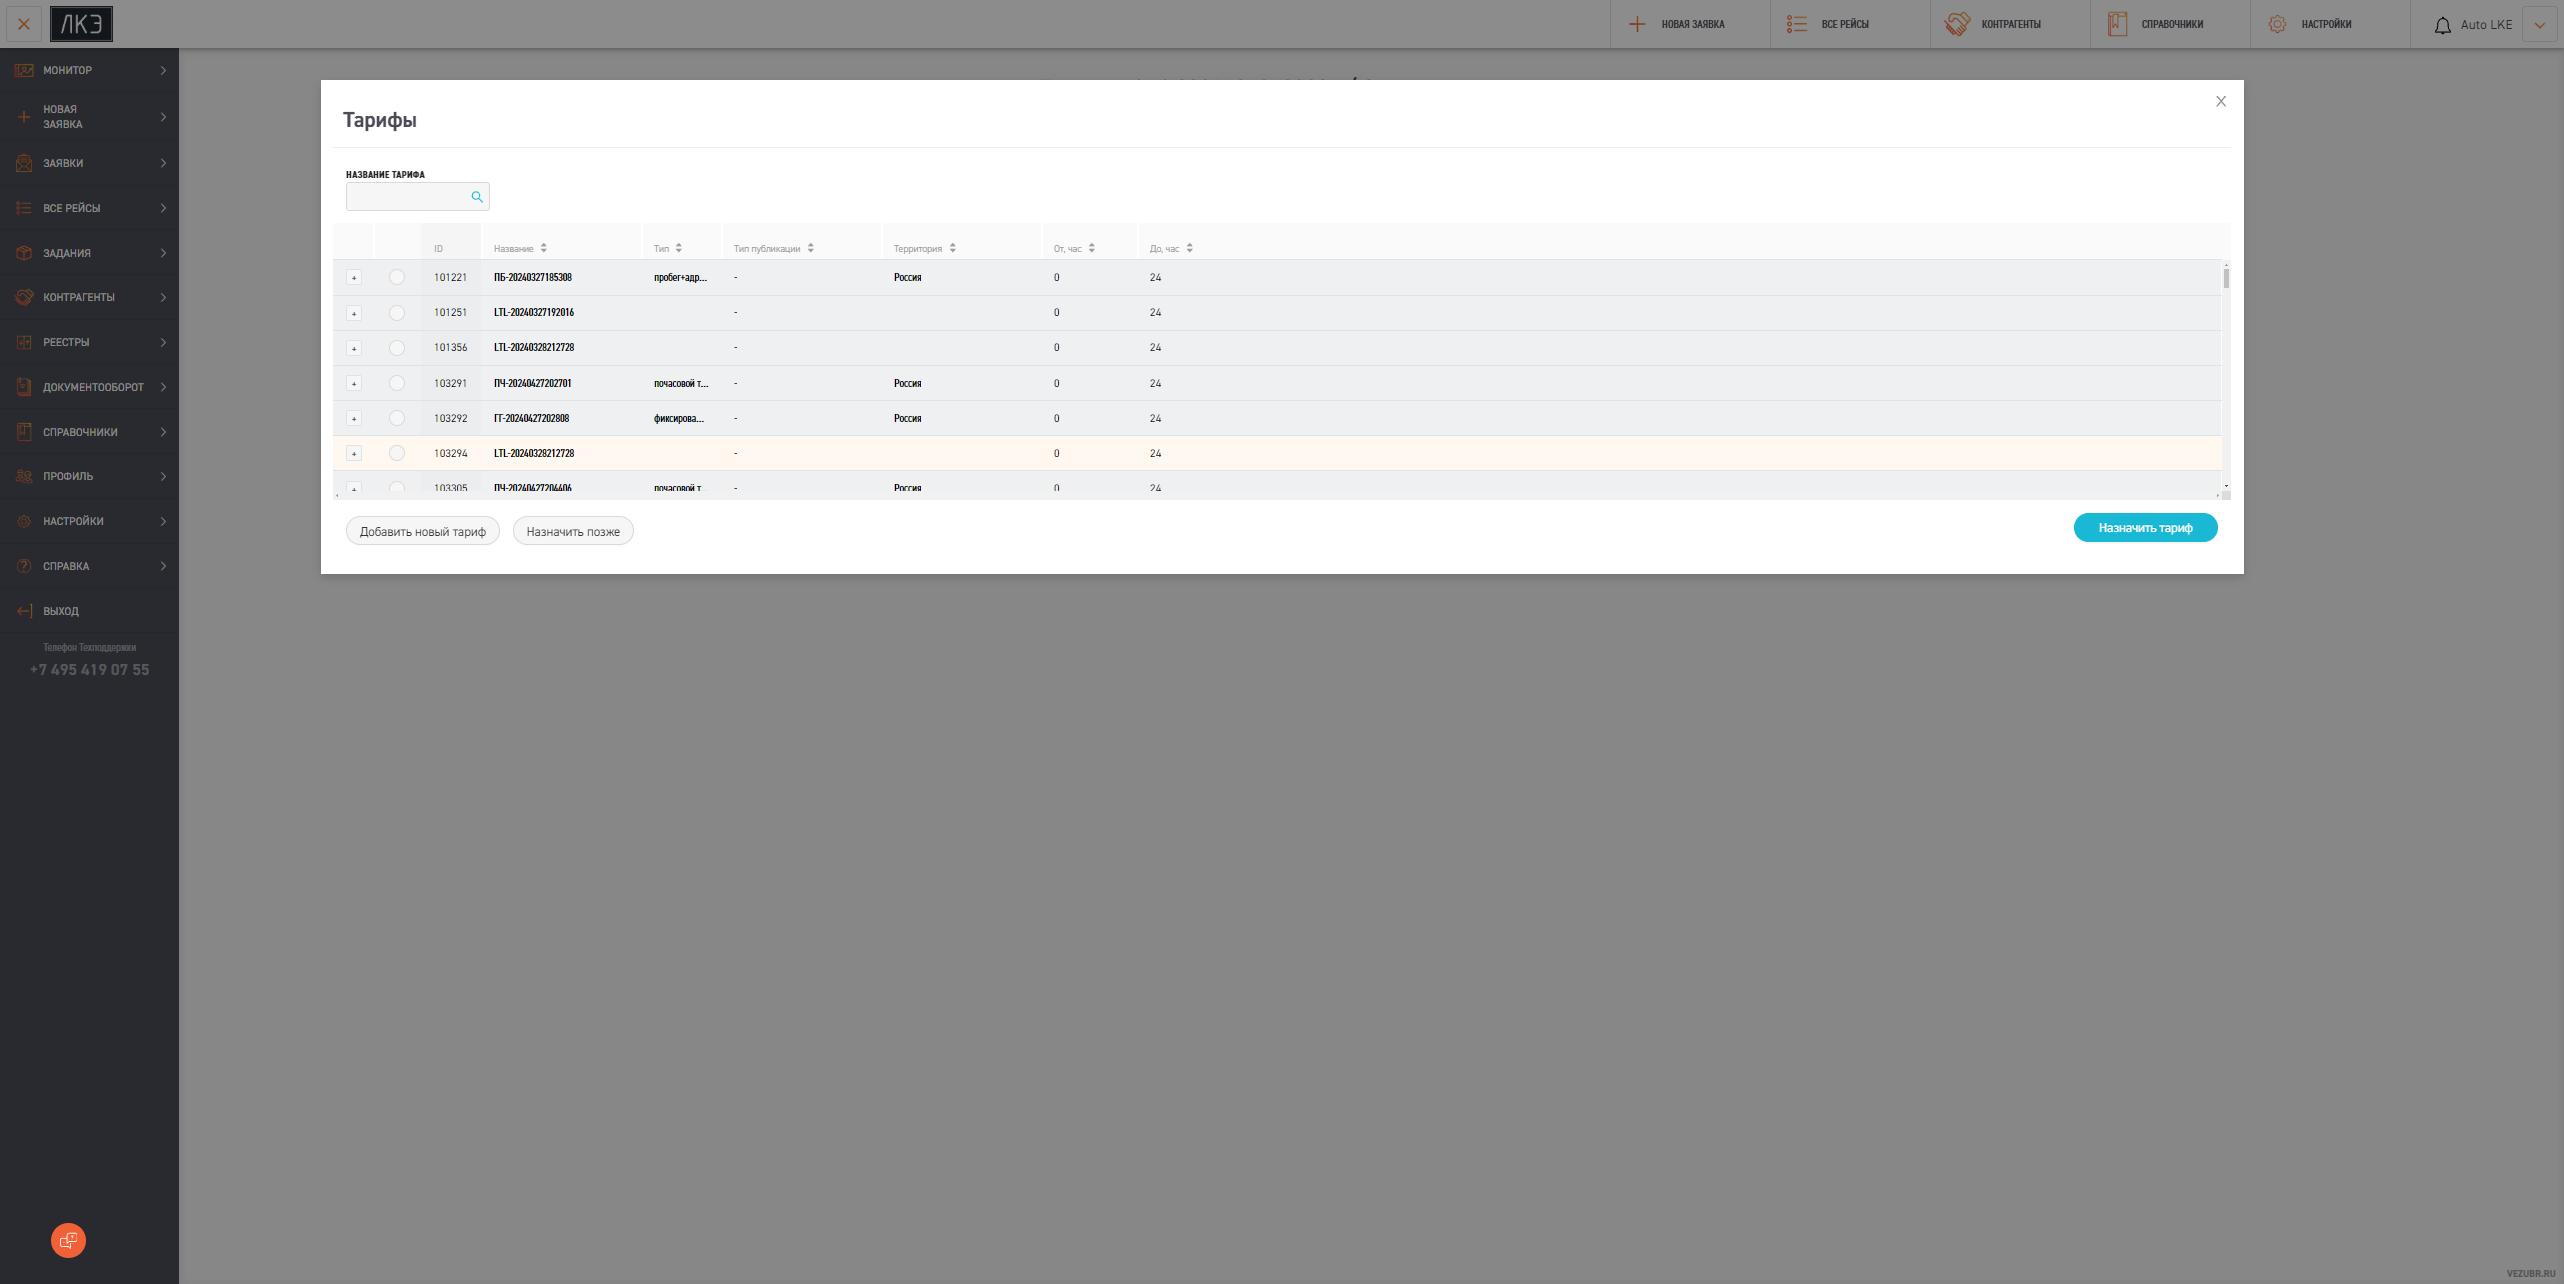 ЛКЭ
НОВАЯ ЗАЯВКА
ВСЕ РЕЙСЫ
КОНТРАГЕНТЫ
СПРАВОЧНИКИ
НАСТРОЙКИ
Auto LKE
МОНИТОР
НОВАЯ
ЗАЯВКА
ЗАЯВКИ
ВСЕ РЕЙСЫ
ЗАДАНИЯ
КОНТРАГЕНТЫ
РЕЕСТРЫ
ДОКУМЕНТООБОРОТ
СПРАВОЧНИКИ
ПРОФИЛЬ
НАСТРОЙКИ
СПРАВКА
ВЫХОД
Телефон Техподдержки
+7 495 419 07 55
Тарифы
НАЗВАНИЕ ТАРИФА
ID Название Тип Тип публикации Территория От, час До, час
+ 101221 ПБ-20240327185308 пробег+адр... - Россия 0 24
+ 101251 LTL-20240327192016 - 0 24
+ 101356 LTL-20240328212728 - 0 24
+ 103291 ПЧ-20240427202701 почасовой т... - Россия 0 24
+ 103292 ГГ-20240427202808 фиксирова... - Россия 0 24
+ 103294 LTL-20240328212728 - 0 24
+ 103305 ПЧ-20240427204406 почасовой т... - Россия 0 24
Добавить новый тариф Назначить позже Назначить тариф
VEZUBR.RU